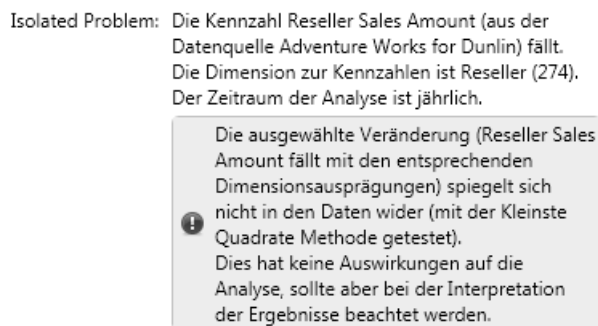 Isolated Problem: Die Kennzahl Reseller Sales Amount (aus der
Datenquelle Adventure Works for Dunlin) fällt.
Die Dimension zur Kennzahlen ist Reseller (274).
Der Zeitraum der Analyse ist jährlich.
Die ausgewählte Veränderung (Reseller Sales
Amount fällt mit den entsprechenden
Dimensionsausprägungen) spiegelt sich
nicht in den Daten wider (mit der Kleinste
Quadrate Methode getestet).
Dies hat keine Auswirkungen auf die
Analyse, sollte aber bei der Interpretation
der Ergebnisse beachtet werden.